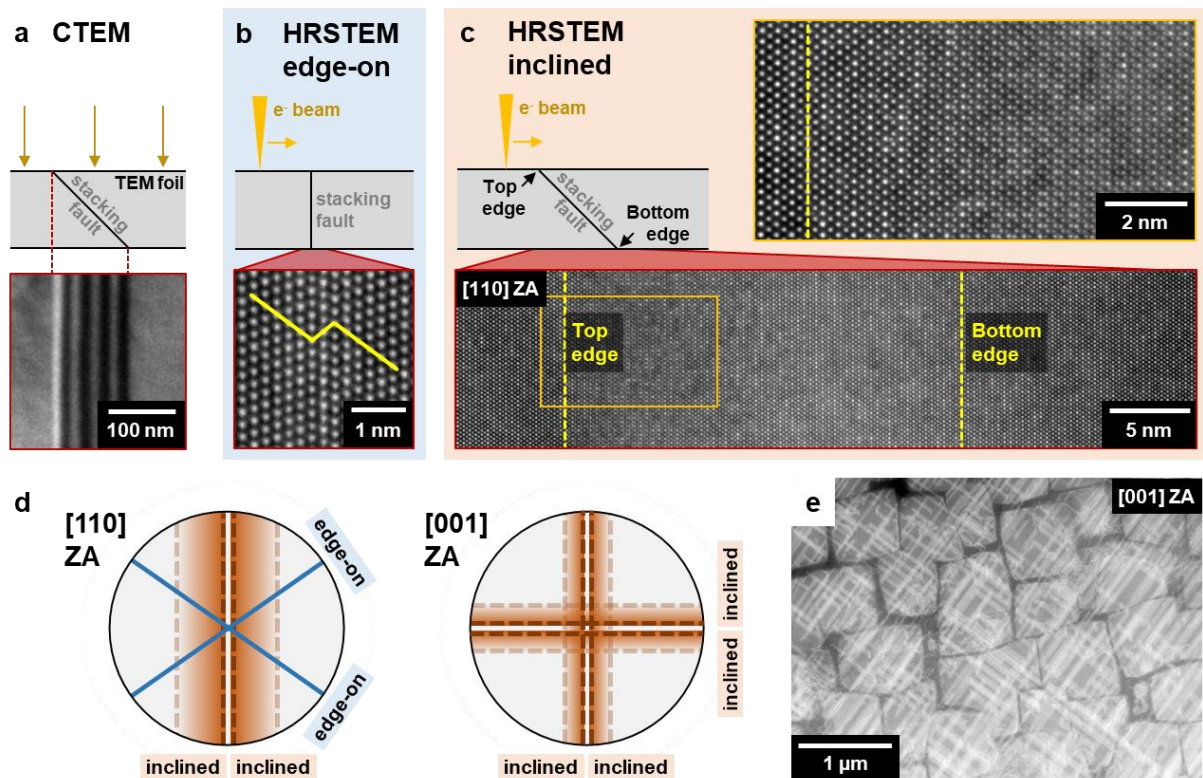 a CTEM
TEM foil
stacking
fault
100 nm
b HRSTEM
edge-on
e- beam
stacking
fault
1 nm
c HRSTEM
inclined
e- beam
Top
edge
stacking
fault
Bottom
edge
2 nm
[110] ZA
Top
edge
Bottom
edge
5 nm
d
[110]
ZA
edge-on
edge-on
inclined inclined
[001]
ZA
inclined
inclined
inclined inclined
e
[001] ZA
1 µm